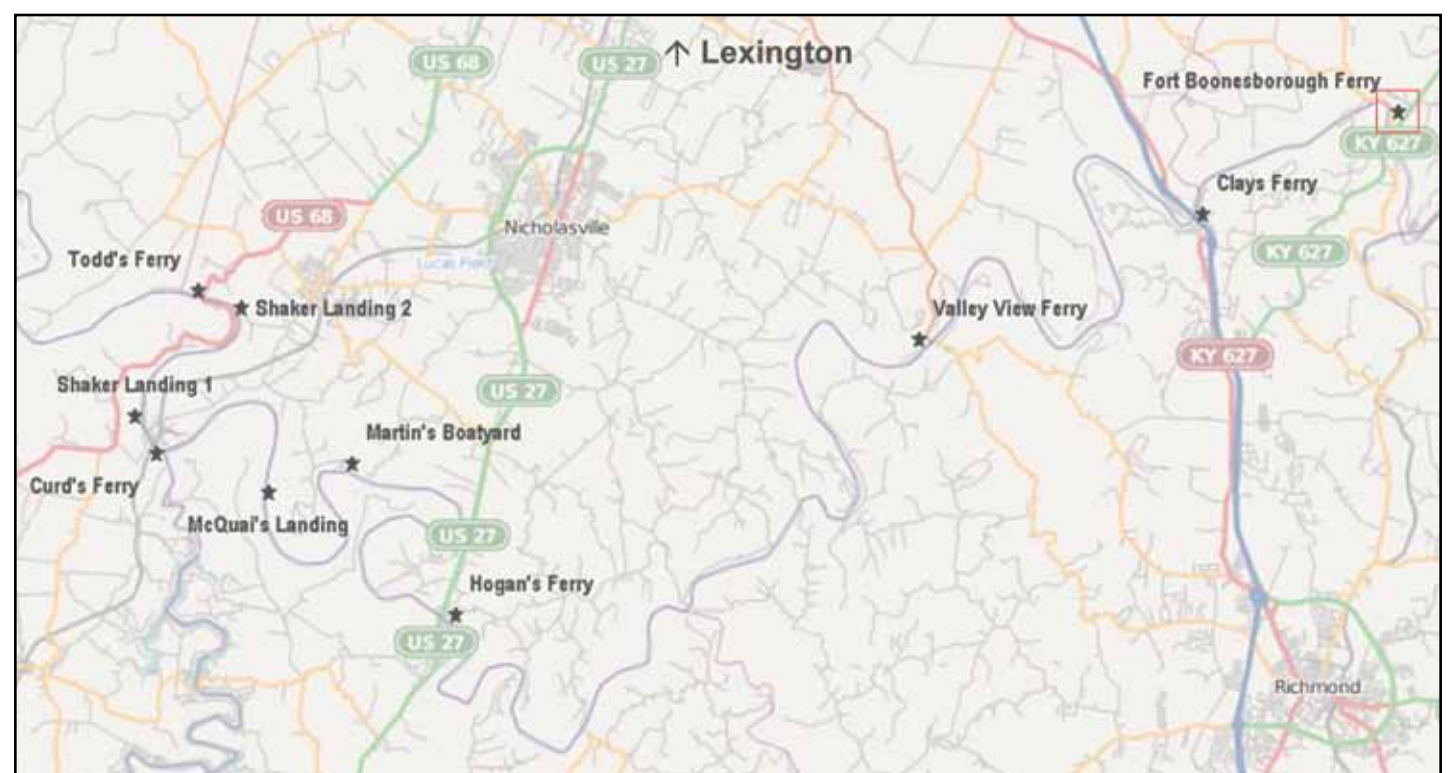 ↑ Lexington
US 68
US 27
Fort Boonesborough Ferry
KY 627
Clays Ferry
US 68
Nicholasville
KY 627
Todd's Ferry
Lucas Field
Shaker Landing 2
Valley View Ferry
KY 627
Shaker Landing 1
US 27
Martin's Boatyard
Curd's Ferry
McQuai's Landing
US 27
Hogan's Ferry
US 27
Richmond